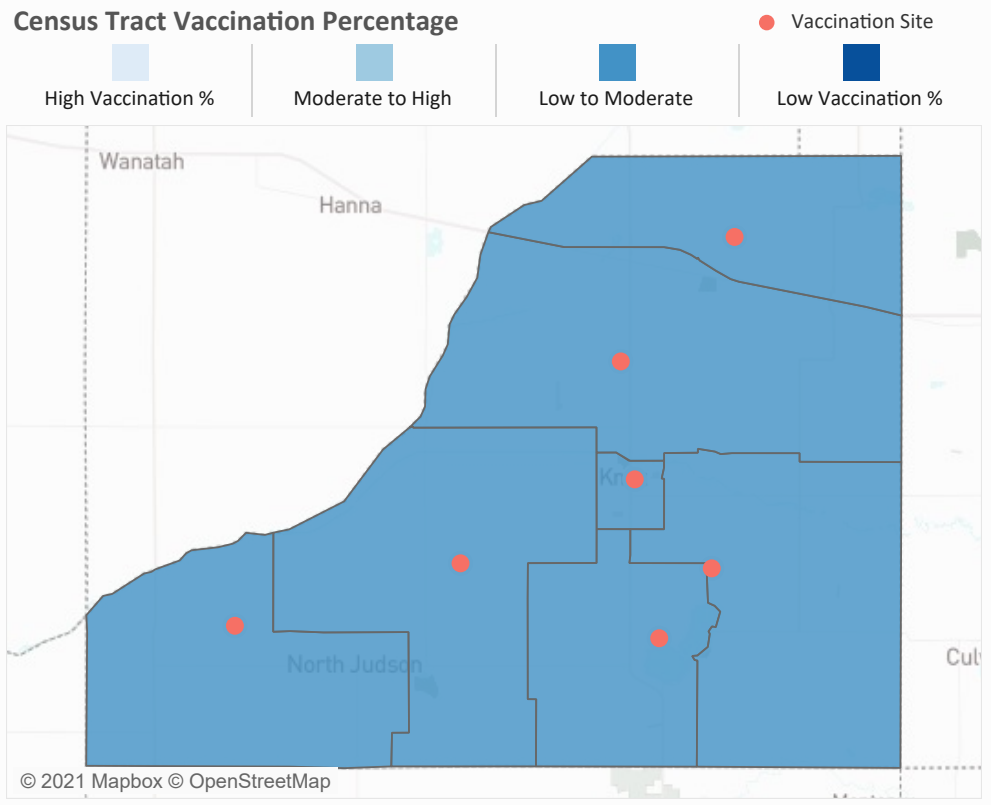 Census Tract Vaccination Percentage
Vaccination Site
High Vaccination %
Moderate to High
Low to Moderate
Low Vaccination %
Wanatah
Hanna
North Judson
© 2021 Mapbox © OpenStreetMap